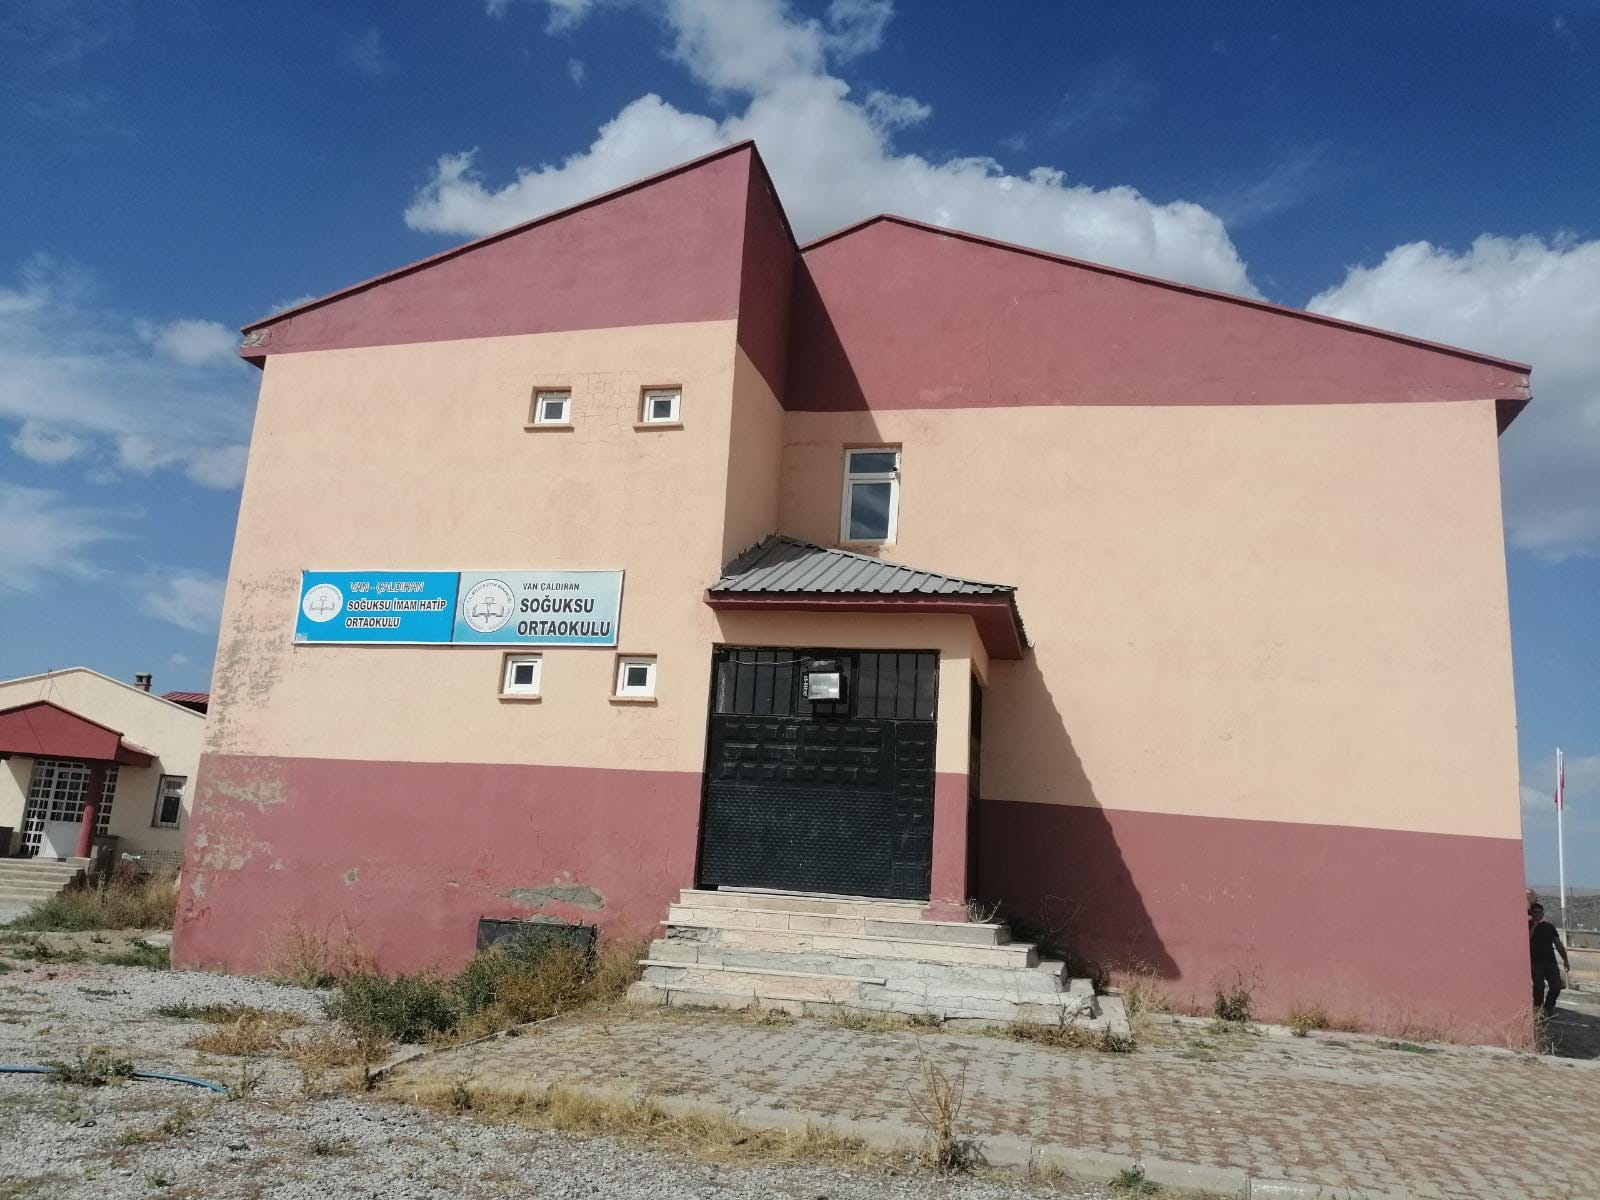 VAN - ÇALDIRAN
SOĞUKSU İMAM HATİP
ORTAOKULU
VAN ÇALDIRAN
SOĞUKSU
ORTAOKULU